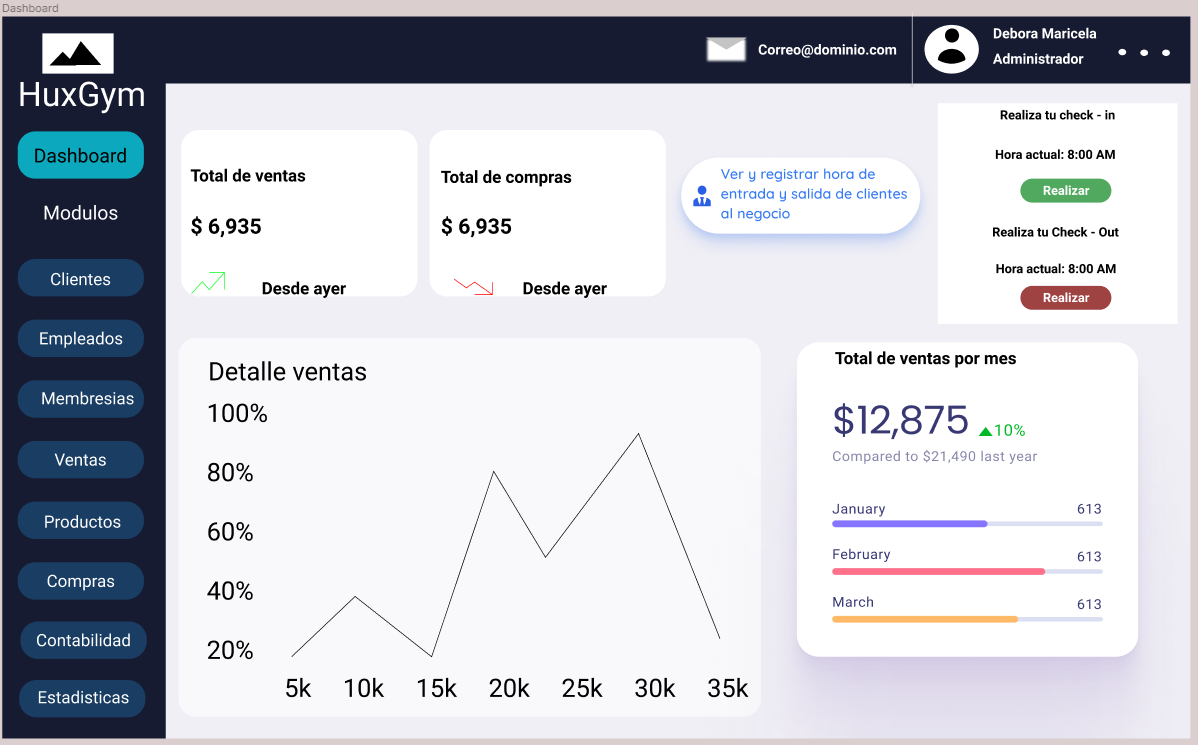 Dashboard
HuxGym
Correo@dominio.com
Debora Maricela
Administrador
Dashboard
Modulos
Clientes
Empleados
Membresias
Ventas
Productos
Compras
Contabilidad
Estadisticas
Total de ventas
$ 6,935
Desde ayer
Total de compras
$ 6,935
Desde ayer
Ver y registrar hora de
entrada y salida de clientes
al negocio
Realiza tu check - in
Hora actual: 8:00 AM
Realizar
Realiza tu Check - Out
Hora actual: 8:00 AM
Realizar
Detalle ventas
100%
80%
60%
40%
20%
5k 10k 15k 20k 25k 30k 35k
Total de ventas por mes
$12,875 10%
Compared to $21,490 last year
January 613
February 613
March 613